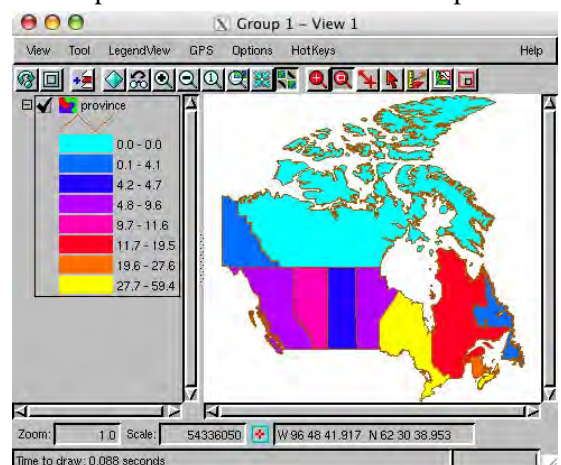 Group 1 - View 1
View Tool LegendView GPS Options HotKeys Help
province
0.0 - 0.0
0.1 - 4.1
4.2 - 4.7
4.8 - 9.6
9.7 - 11.6
11.7 - 19.5
19.6 - 27.6
27.7 - 59.4
Zoom: 1.0 Scale: 54336050 W 96 48 41.917 N 62 30 38.953
Time to draw: 0.088 seconds